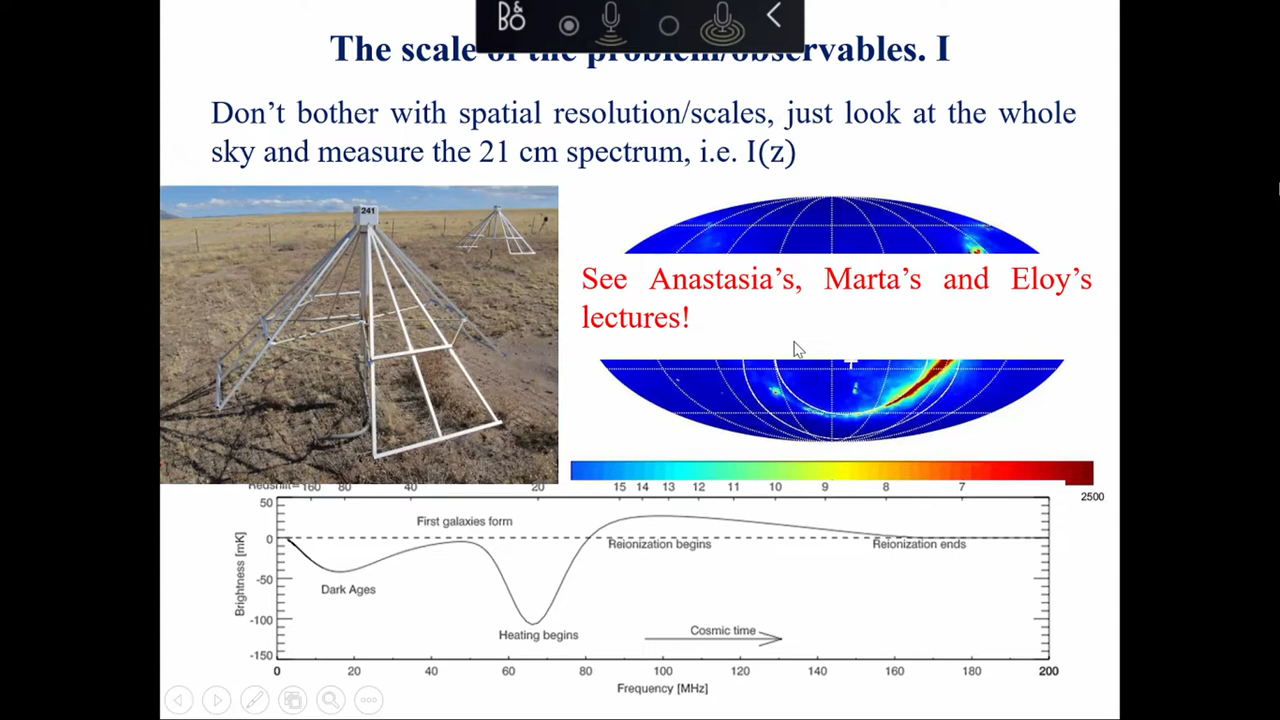 B&O
The scale of the problem/observables. I
Don’t bother with spatial resolution/scales, just look at the whole
sky and measure the 21 cm spectrum, i.e. I(z)
241
See Anastasia’s, Marta’s and Eloy’s
lectures!
2500
Redshift= 160 80 40 20 15 14 13 12 11 10 9 8 7
50
0
-50
-100
-150
Brightness [mK]
First galaxies form
Reionization begins
Reionization ends
Dark Ages
Heating begins
Cosmic time
0 20 40 60 80 100 120 140 160 180 200
Frequency [MHz]